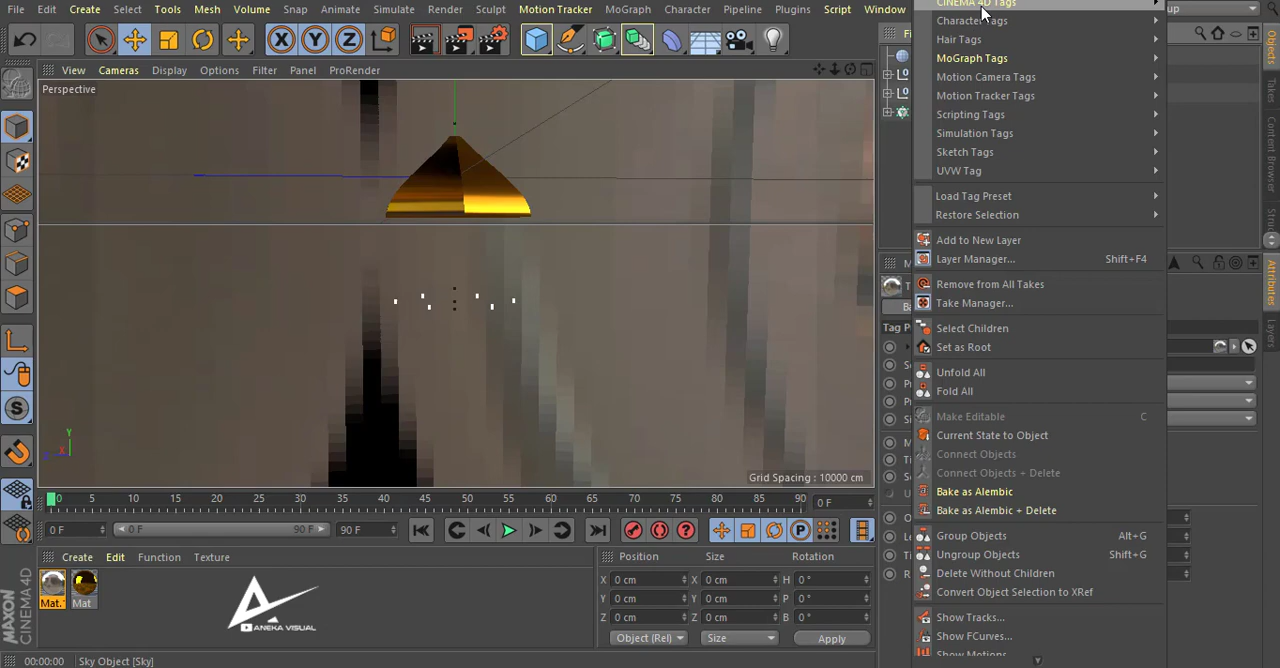 File Edit Create Select Tools Mesh Snap Animate Simulate Render Sculpt Motion Tracker MoGraph Character Pipeline Plugins Script Window
Volume
View Cameras Display Options Filter Panel ProRender
Perspective
Grid Spacing : 10000 cm
0 5 10 15 20 25 30 35 40 45 50 55 60 65 70 75 80 85 90 0 F
0 F 0 F 90 F 90 F
Create Edit Function Texture
Mat.
Mat
ANEKA VISUAL
MAXON
CINEMA 4D
Position Size Rotation
X 0 cm X 0 cm H 0 °
Y 0 cm Y 0 cm P 0 °
Z 0 cm Z 0 cm B 0 °
Object (Rel) Size Apply
00:00:00 Sky Object [Sky]
CINEMA 4D Tags
Character Tags
Hair Tags
MoGraph Tags
Motion Camera Tags
Motion Tracker Tags
Scripting Tags
Simulation Tags
Sketch Tags
UVW Tag
Load Tag Preset
Restore Selection
Add to New Layer
Layer Manager... Shift+F4
Remove from All Takes
Take Manager...
Select Children
Set as Root
Unfold All
Fold All
Make Editable C
Current State to Object
Connect Objects
Connect Objects + Delete
Bake as Alembic
Bake as Alembic + Delete
Group Objects Alt+G
Ungroup Objects Shift+G
Delete Without Children
Convert Object Selection to XRef
Show Tracks...
Show FCurves...
Objects
Takes
Content Browser
Attributes
Layers